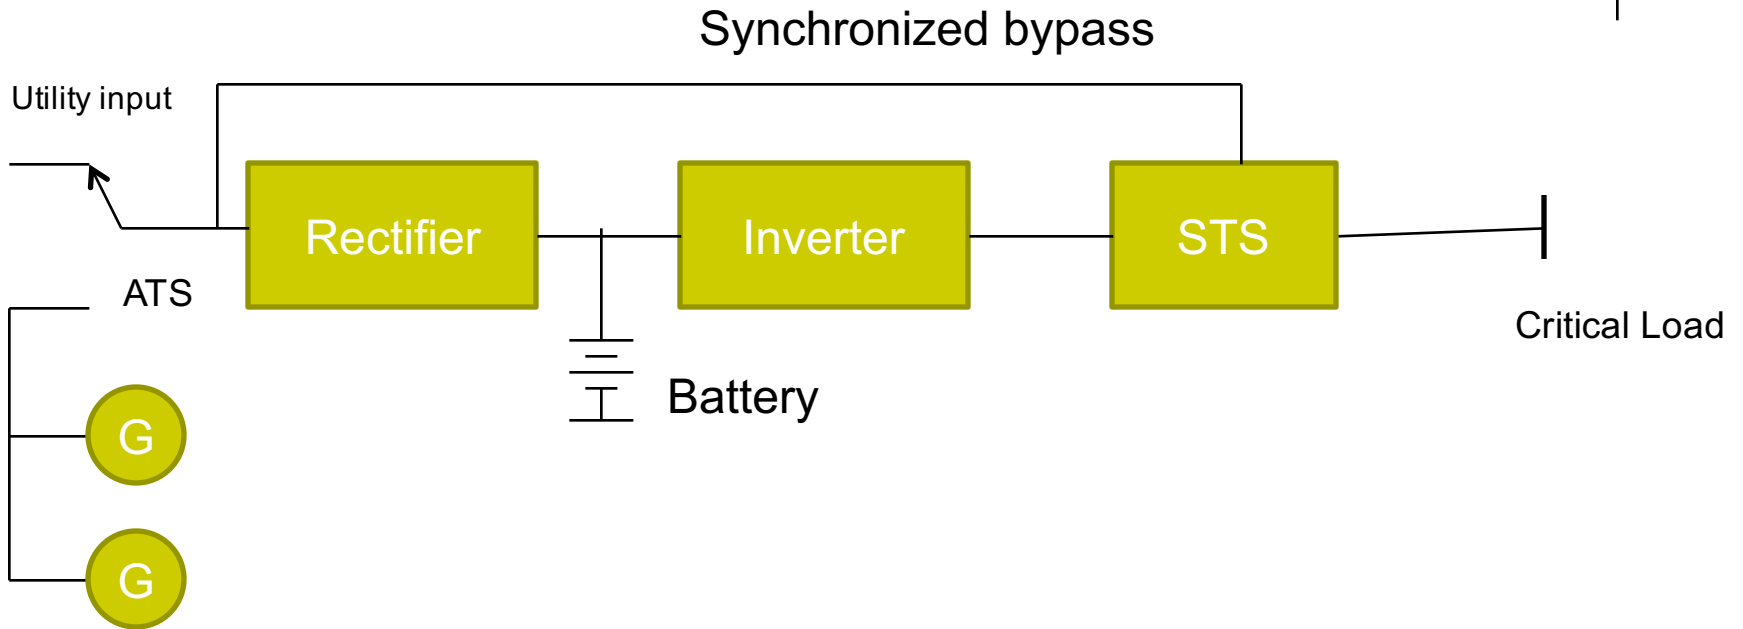 Synchronized bypass
Utility input
Rectifier
Inverter
STS
ATS
Critical Load
Battery
G
G